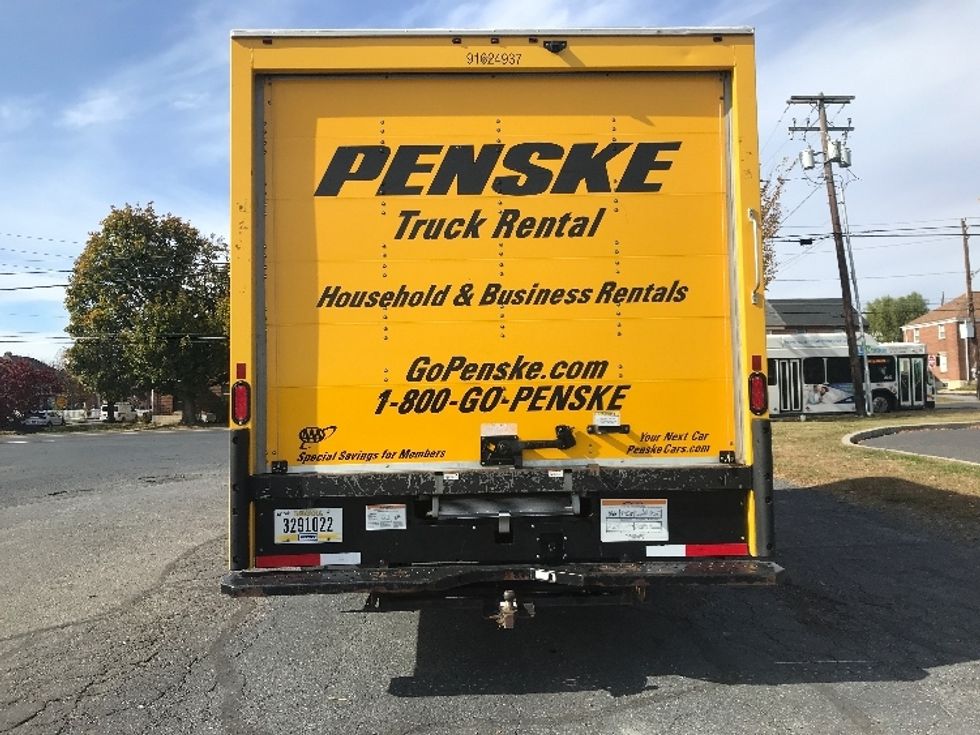 91624937
PENSKE
Truck Rental
Household & Business Rentals
GoPenske.com
1-800-GO-PENSKE
AAA
Special Savings for Members
Your Next Car
PenskeCars.com
3291022